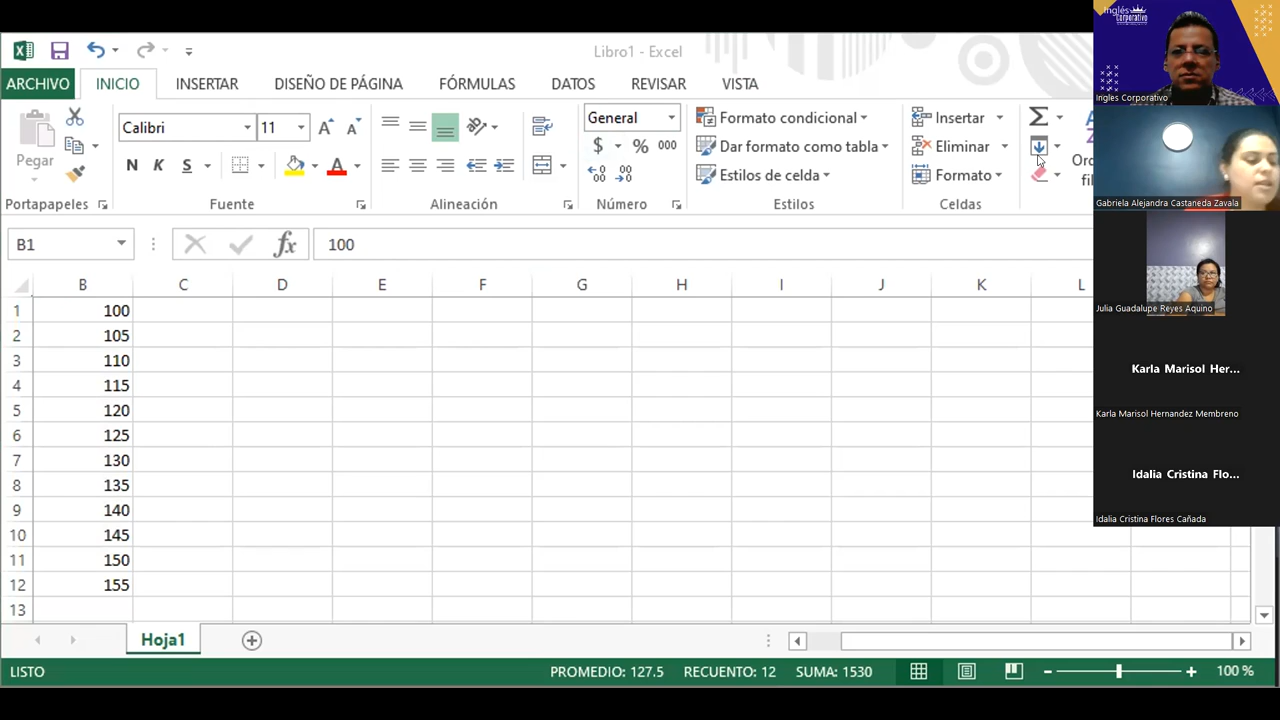 Libro1 - Excel
ARCHIVO INICIO INSERTAR DISEÑO DE PÁGINA FÓRMULAS DATOS REVISAR VISTA
Pegar
Calibri 11
N K S
General
$ % 000
Formato condicional
Dar formato como tabla
Estilos de celda
Insertar
Eliminar
Formato
Portapapeles Fuente Alineación Número Estilos Celdas
B1 fx 100
B C D E F G H I J K L
1 100
2 105
3 110
4 115
5 120
6 125
7 130
8 135
9 140
10 145
11 150
12 155
13
Hoja1
LISTO PROMEDIO: 127.5 RECUENTO: 12 SUMA: 1530 100 %
Inglés
Corporativo
Ingles Corporativo
Gabriela Alejandra Castaneda Zavala
Julia Guadalupe Reyes Aquino
Karla Marisol Her...
Karla Marisol Hernandez Membreno
Idalia Cristina Flo...
Idalia Cristina Flores Cañada